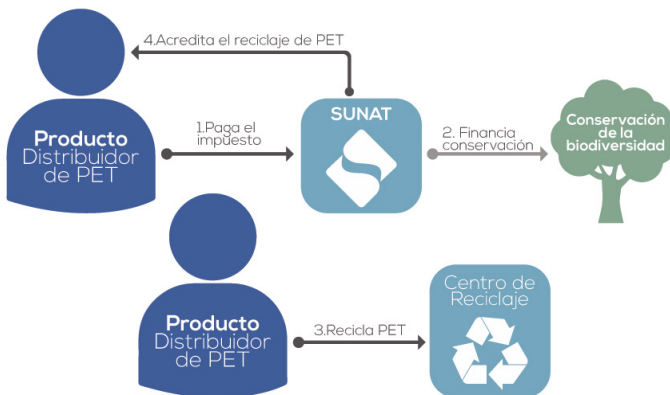 4.Acredita el reciclaje de PET
Producto
Distribuidor
de PET
1.Paga el
impuesto
SUNAT
2. Financia
conservación
Conservación
de la
biodiversidad
Producto
Distribuidor
de PET
3.Recicla PET
Centro de
Reciclaje